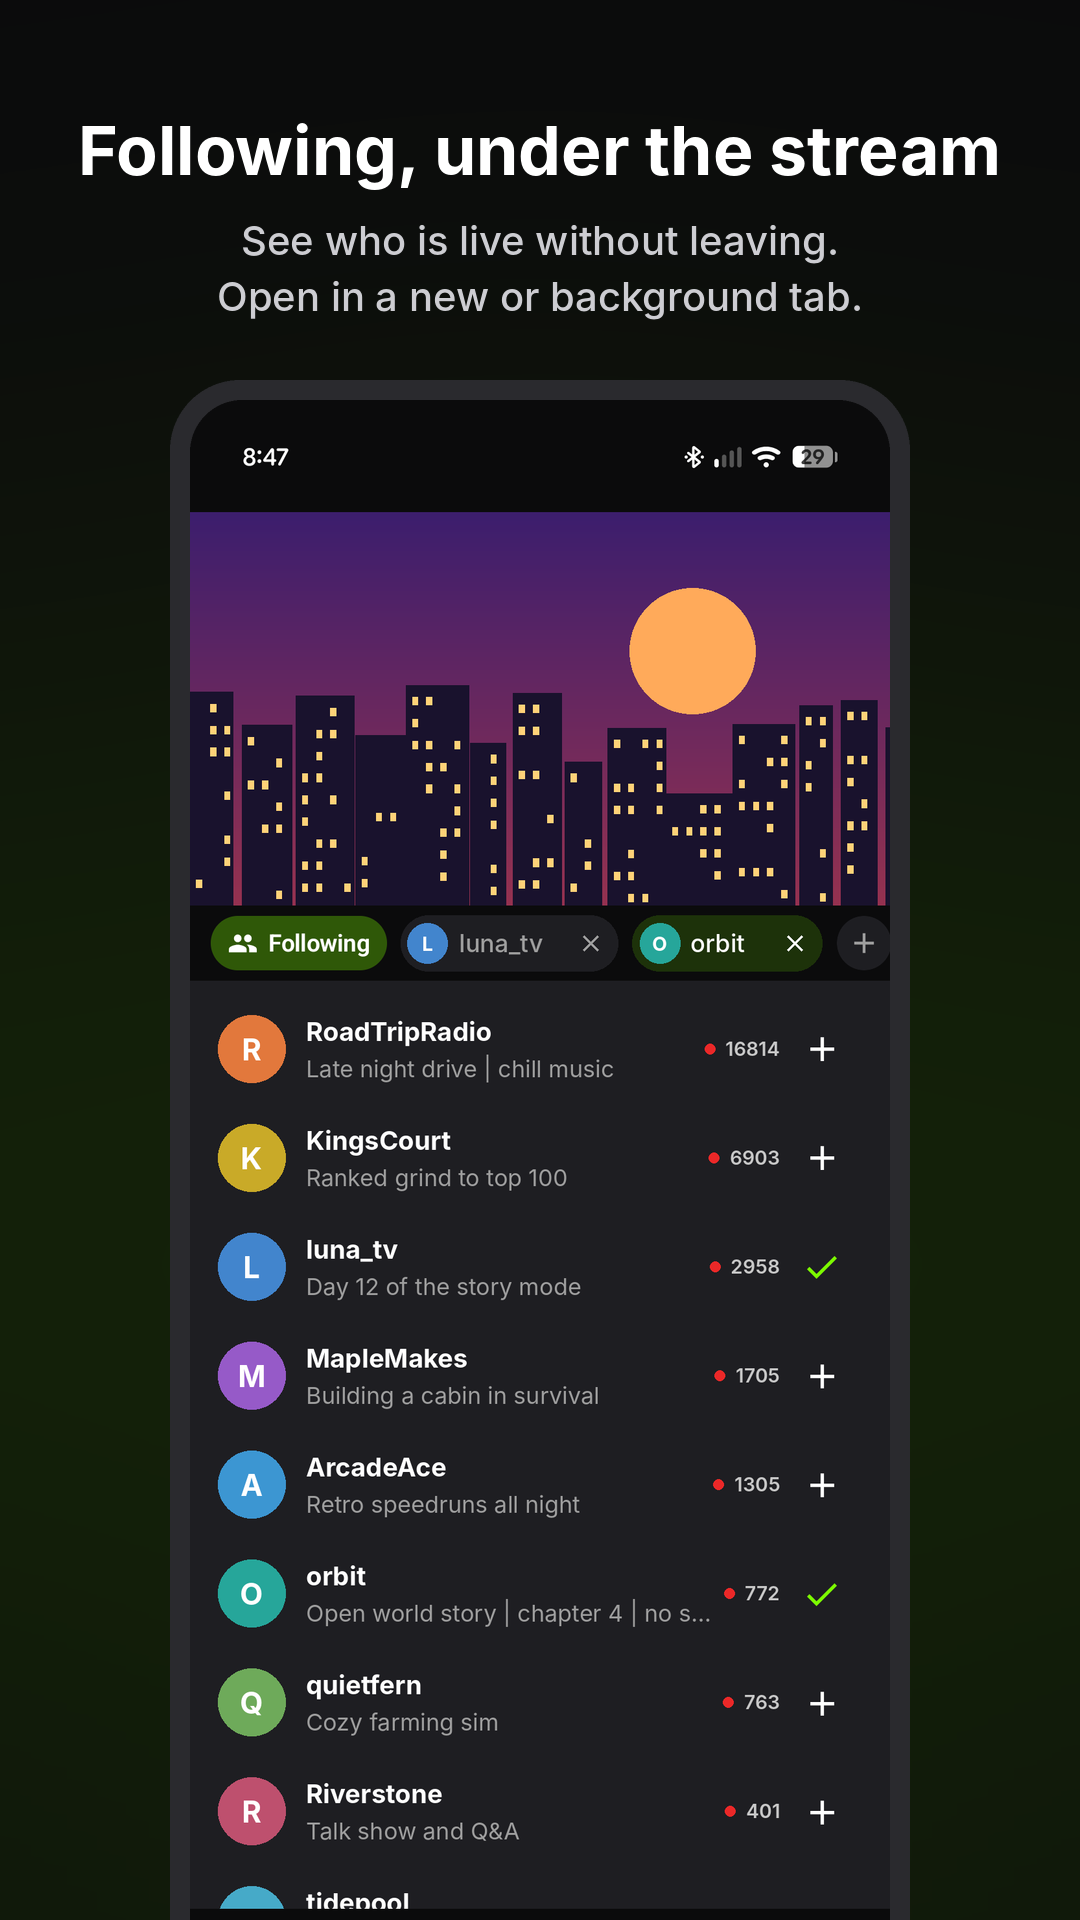 Following, under the stream
See who is live without leaving.
Open in a new or background tab.
8:47
29
Following
L luna_tv
O orbit
R
RoadTripRadio
16814
Late night drive | chill music
K
KingsCourt
6903
Ranked grind to top 100
L
luna_tv
2958
Day 12 of the story mode
M
MapleMakes
1705
Building a cabin in survival
A
ArcadeAce
1305
Retro speedruns all night
O
orbit
772
Open world story | chapter 4 | no s...
Q
quietfern
763
Cozy farming sim
R
Riverstone
401
Talk show and Q&A
tidepool